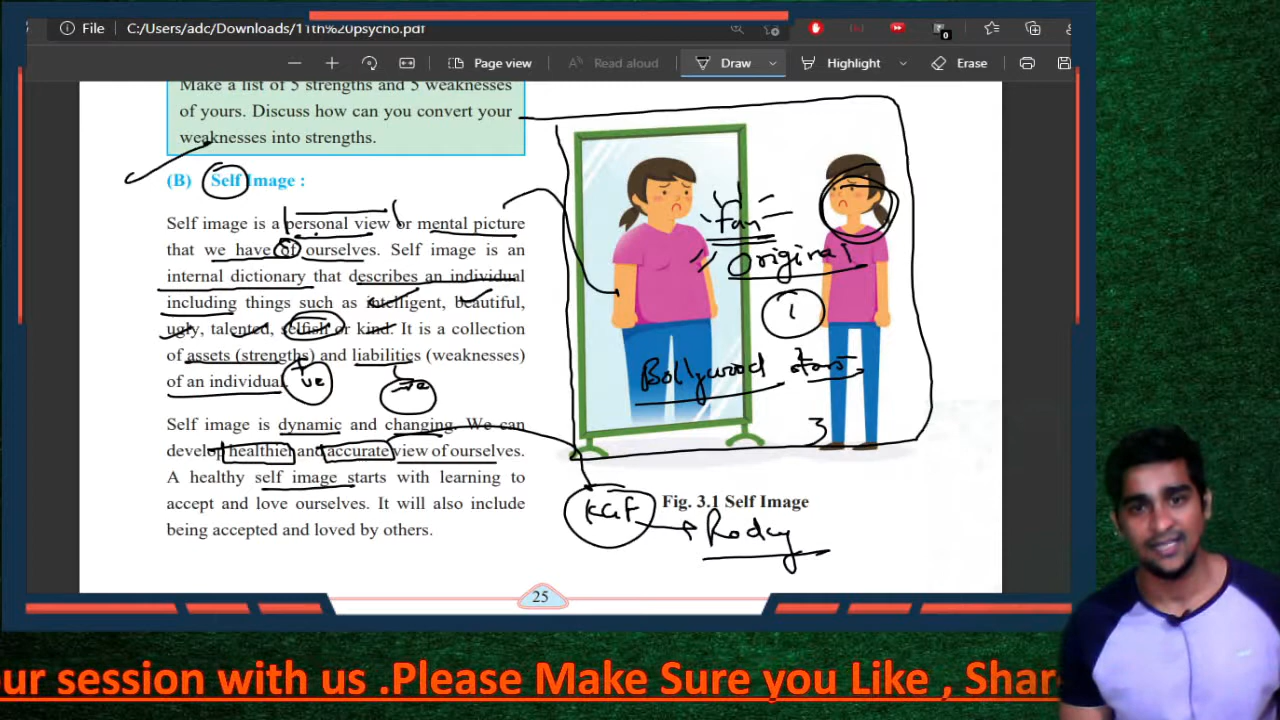 File
C:/Users/adc/Downloads/11th%20psycho.pdf
0
Page view
Read aloud
Draw
Highlight
Erase
Make a list of 5 strengths and 5 weaknesses
of yours. Discuss how can you convert your
weaknesses into strengths.
(B) Self Image :
Self image is a personal view or mental picture
that we have of ourselves. Self image is an
internal dictionary that describes an individual
including things such as intelligent, beautiful,
ugly, talented, selfish or kind. It is a collection
of assets (strengths) and liabilities (weaknesses)
of an individual.
+ve
-ve
Self image is dynamic and changing. We can
develop healthier and accurate view of ourselves.
A healthy self image starts with learning to
accept and love ourselves. It will also include
being accepted and loved by others.
Fan
Original
1
Bollywood stars
3
Fig. 3.1 Self Image
KGF
Rocky
25
our session with us .Please Make Sure you Like , Shar